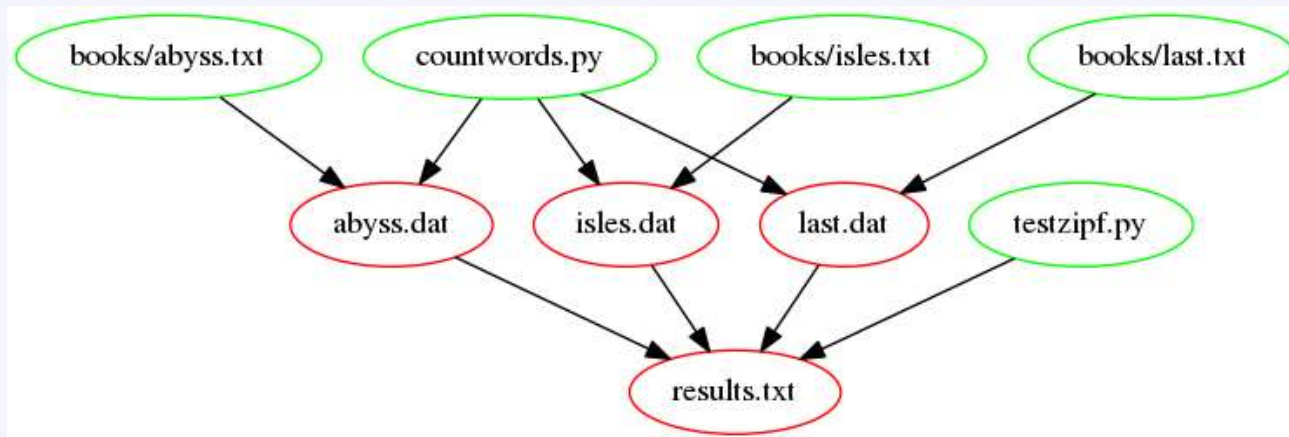 books/abyss.txt
countwords.py
books/isles.txt
books/last.txt
abyss.dat
isles.dat
last.dat
testzipf.py
results.txt